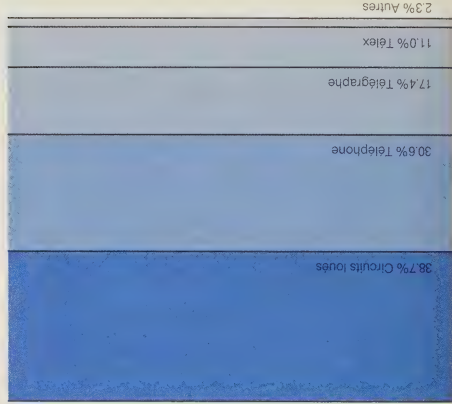 38.7% Circuits loués
30.6% Téléphone
17.4% Télégraphe
11.0% Télex
2.3% Autres